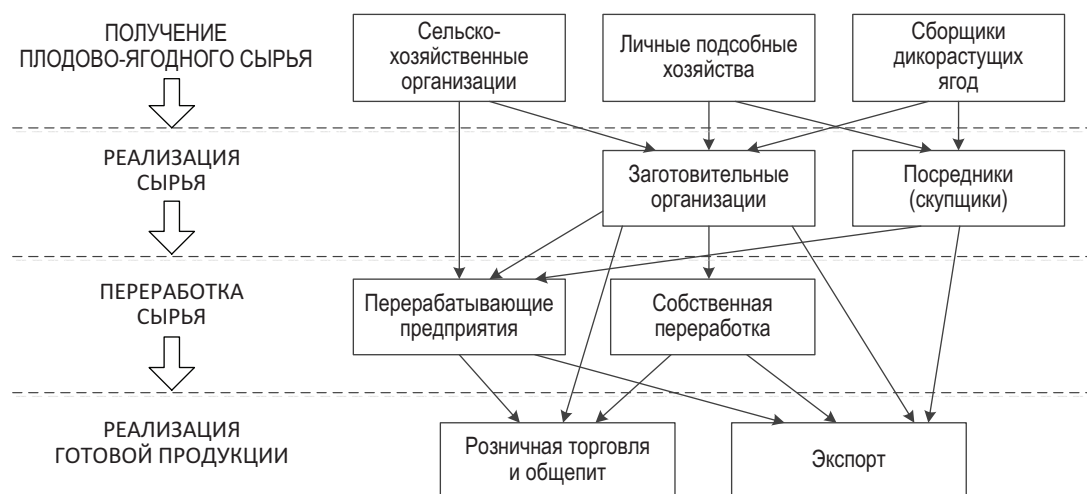 ПОЛУЧЕНИЕ
ПЛОДОВО-ЯГОДНОГО СЫРЬЯ
Сельско-
хозяйственные
организации
Личные подсобные
хозяйства
Сборщики
дикорастущих
ягод
РЕАЛИЗАЦИЯ
СЫРЬЯ
Заготовительные
организации
Посредники
(скупщики)
ПЕРЕРАБОТКА
СЫРЬЯ
Перерабатывающие
предприятия
Собственная
переработка
РЕАЛИЗАЦИЯ
ГОТОВОЙ ПРОДУКЦИИ
Розничная торговля
и общепит
Экспорт